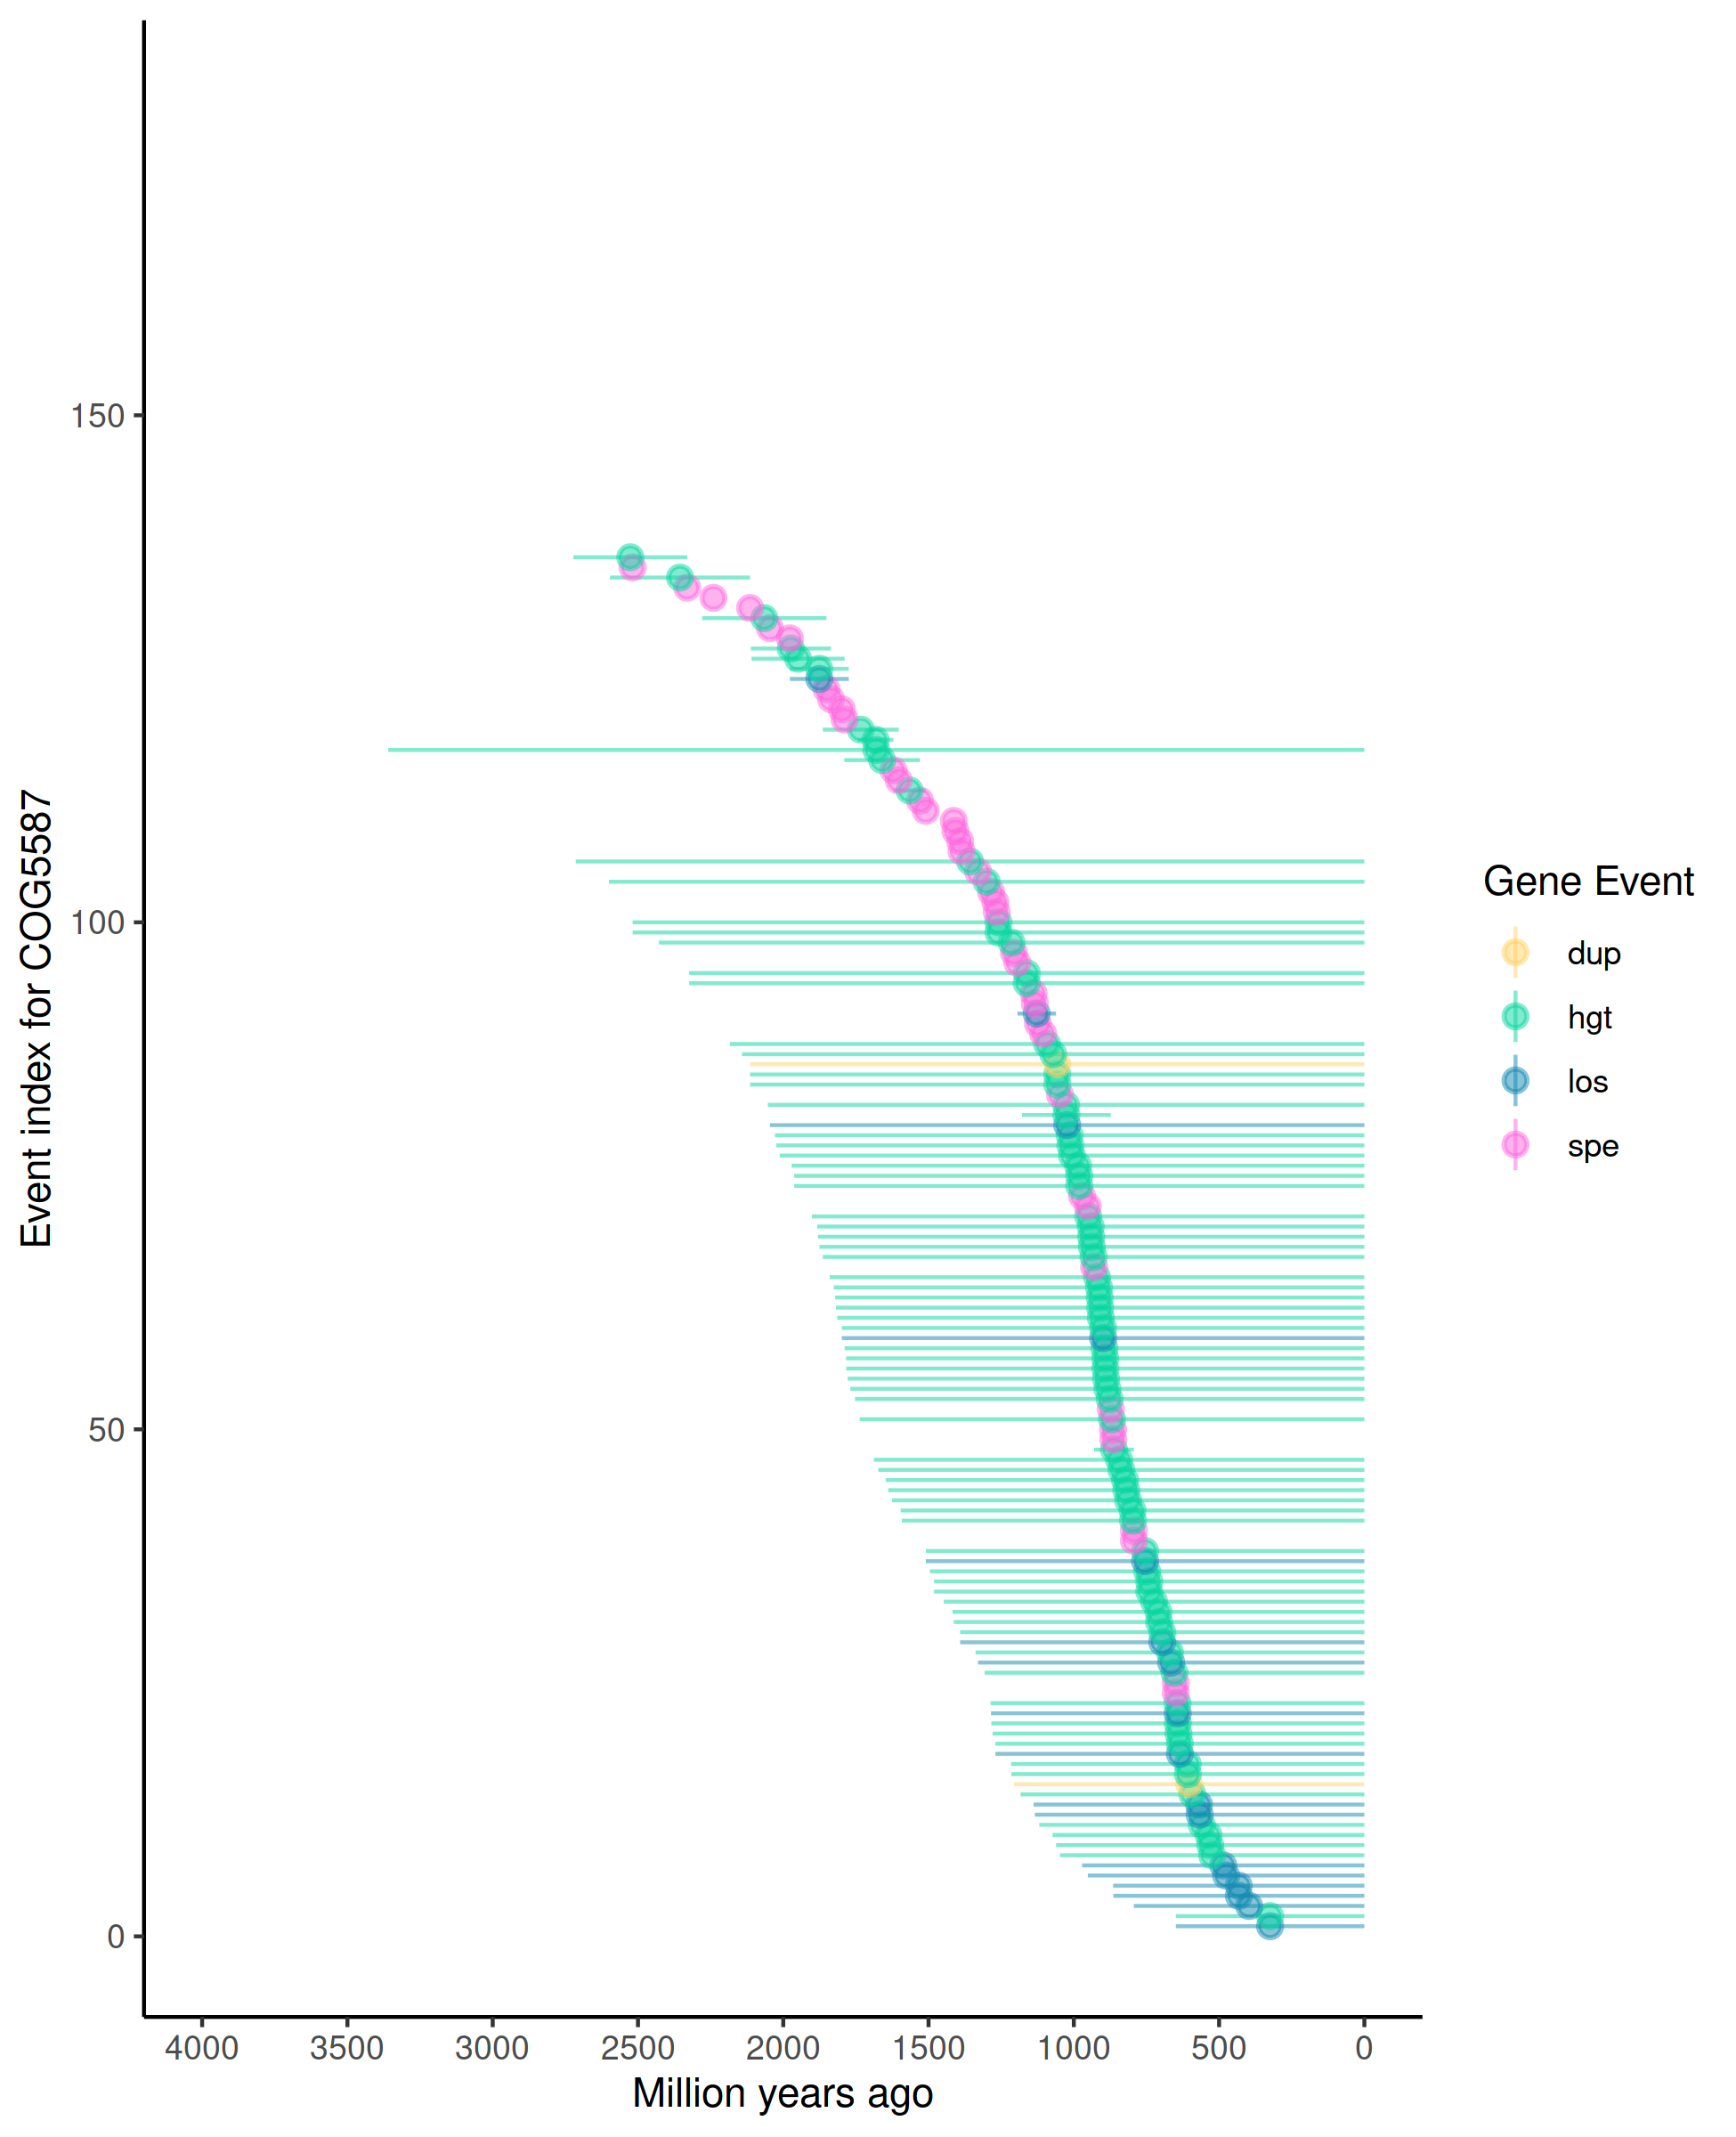 Event index for COG5587
150
100
50
0
4000 3500 3000 2500 2000 1500 1000 500 0
Million years ago
Gene Event
dup
hgt
los
spe